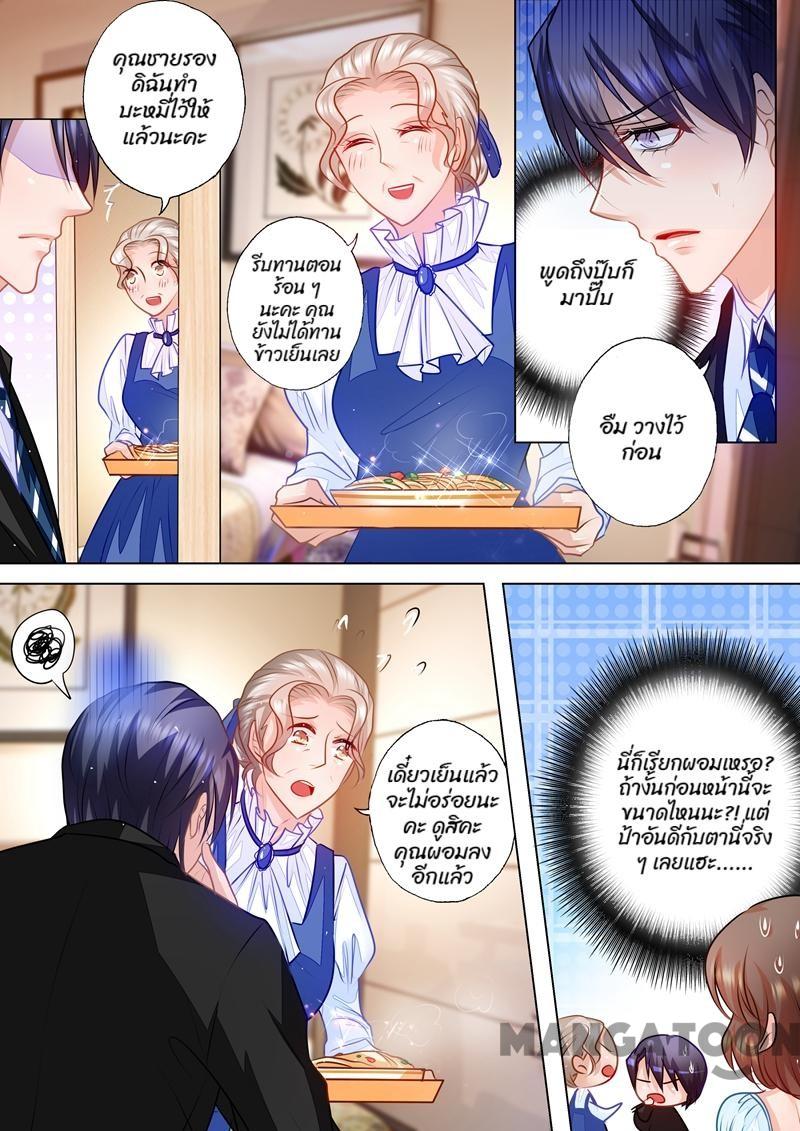 คุณชายรอง
ดิฉันทำ
บะหมี่ไว้ให้
แล้วนะคะ
รีบทานตอน
ร้อน ๆ
นะคะ คุณ
ยังไม่ได้ทาน
ข้าวเย็นเลย
พูดถึงปุ๊บก็
มาปั๊บ
อืม วางไว้
ก่อน
เดี๋ยวเย็นแล้ว
จะไม่อร่อยนะ
คะ ดูสิคะ
คุณผอมลง
อีกแล้ว
นี่ก็เรียกผอมเหรอ?
ถ้างั้นก่อนหน้านี้จะ
ขนาดไหนนะ?! แต่
ป้าอันดีกับตานี่จริง
ๆ เลยแฮะ......
MANGATOON